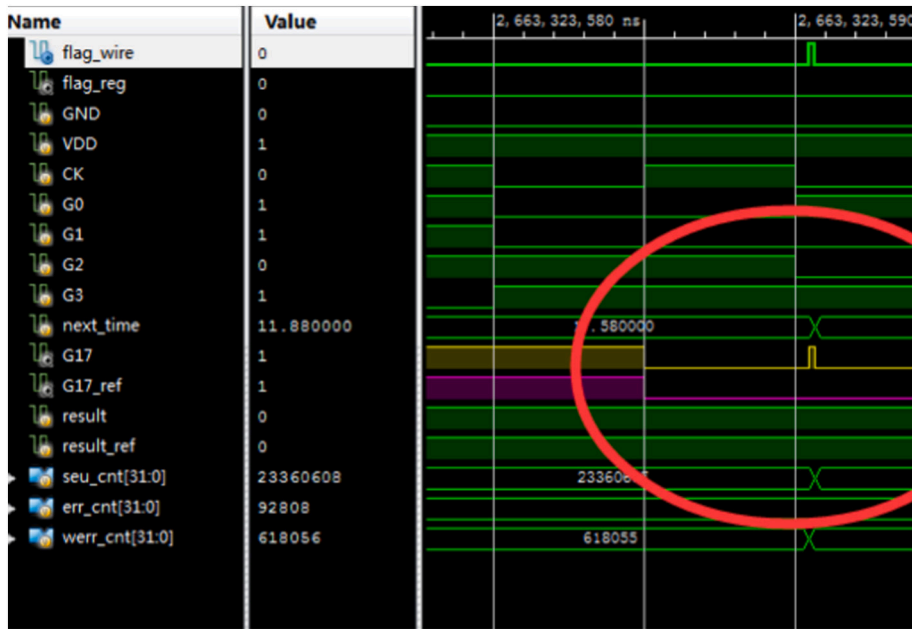 Name Value 2,663,323,580 ns 2,663,323,590
flag_wire 0
flag_reg 0
GND 0
VDD 1
CK 0
G0 1
G1 1
G2 0
G3 1
next_time 11.880000 .580000
G17 1
G17_ref 1
result 0
result_ref 0
seu_cnt[31:0] 23360608
err_cnt[31:0] 92808
werr_cnt[31:0] 618056 618055